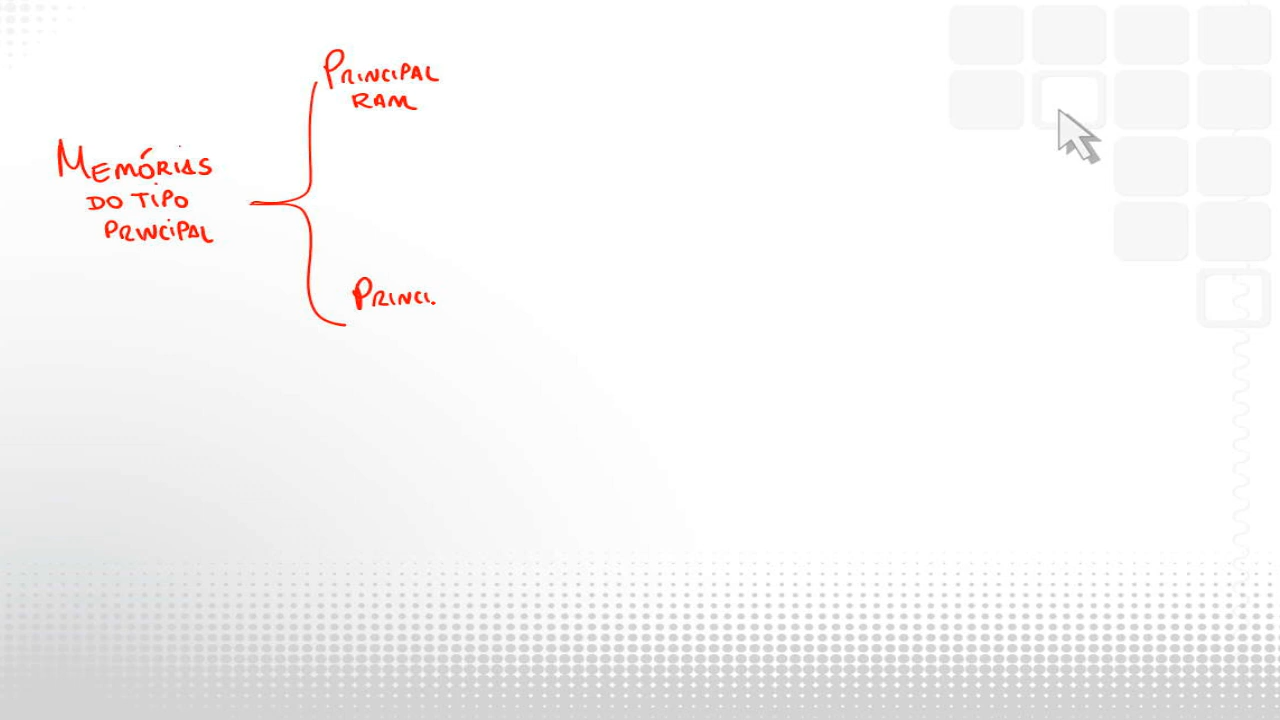 PRINCIPAL
RAM
MEMÓRIAS
DO TIPO
PRINCIPAL
PRINCI.